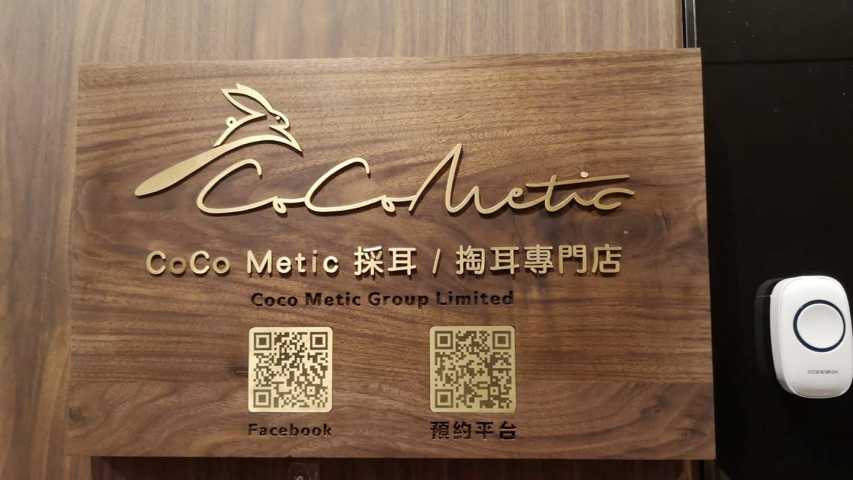 CoCoMetic
CoCo Metic 採耳 / 掏耳專門店
Coco Metic Group Limited
Facebook
預約平台